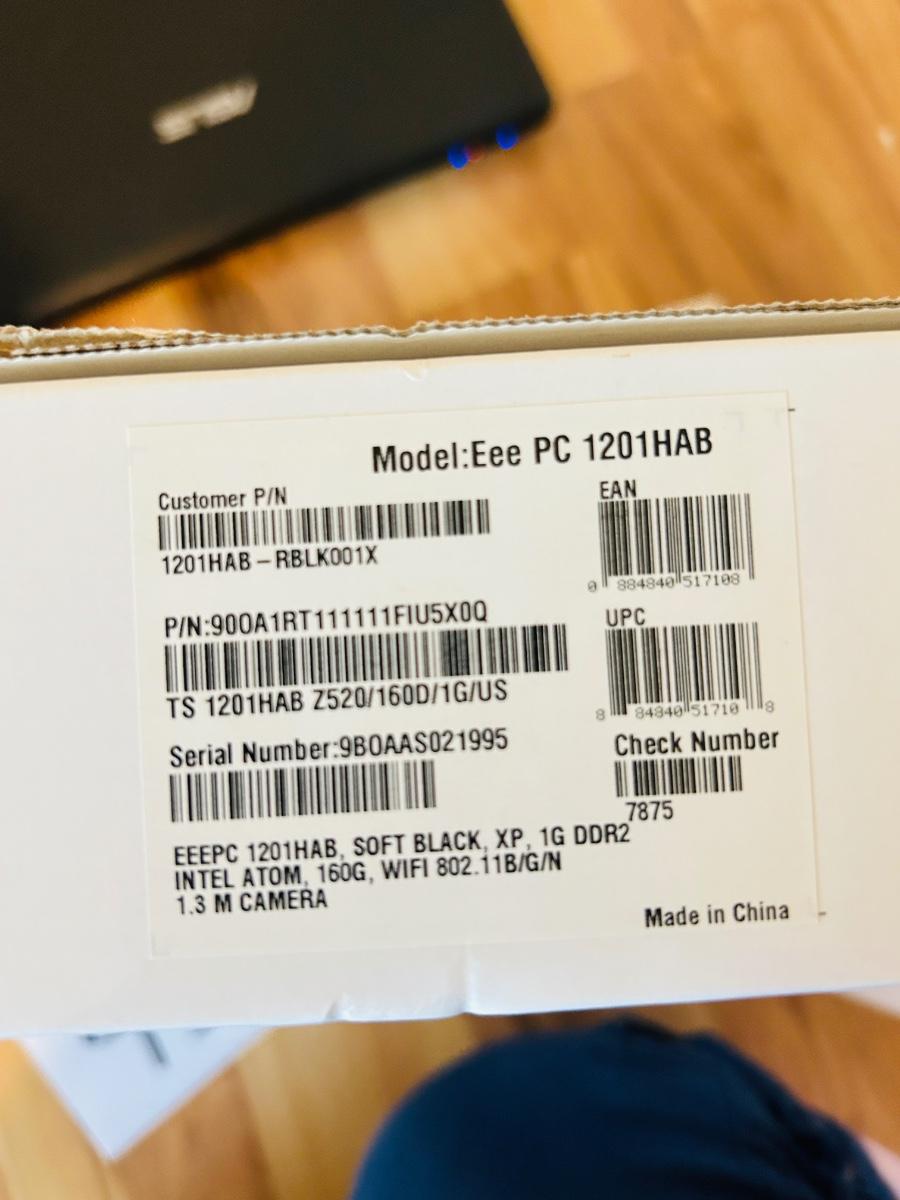 Model:Eee PC 1201HAB
Customer P/N
1201HAB-RBLK001X
EAN
0 884840 517108
P/N:90OA1RT111111FIU5X0Q
TS 1201HAB Z520/160D/1G/US
UPC
8 84840 51710 8
Serial Number:9BOAAS021995
Check Number
7875
EEEPC 1201HAB, SOFT BLACK, XP, 1G DDR2
INTEL ATOM, 160G, WIFI 802.11B/G/N
1.3 M CAMERA
Made in China